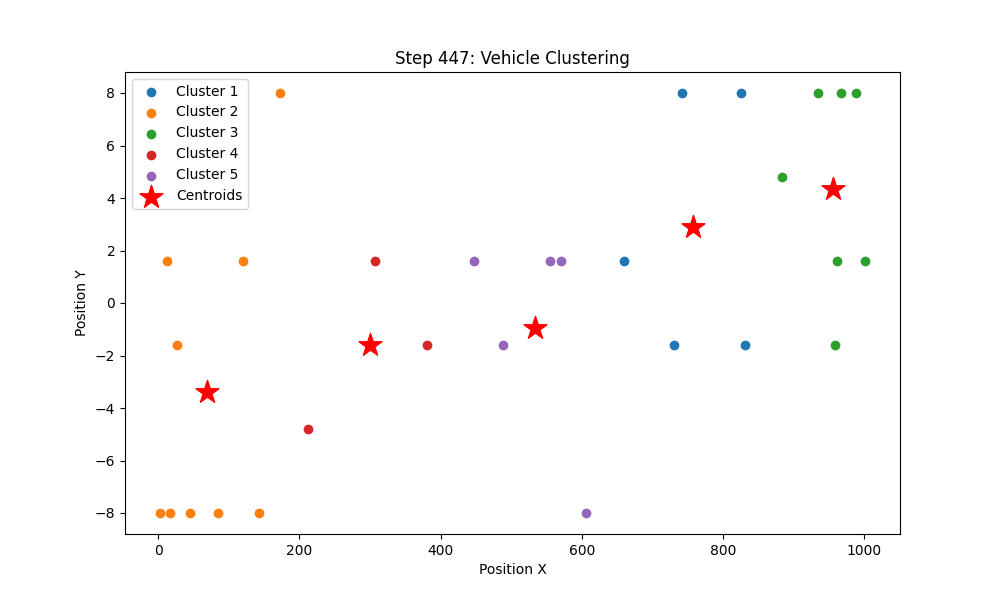 Step 447: Vehicle Clustering
Cluster 1
Cluster 2
Cluster 3
Cluster 4
Cluster 5
Centroids
8
6
4
2
0
−2
−4
−6
−8
Position Y
0 200 400 600 800 1000
Position X